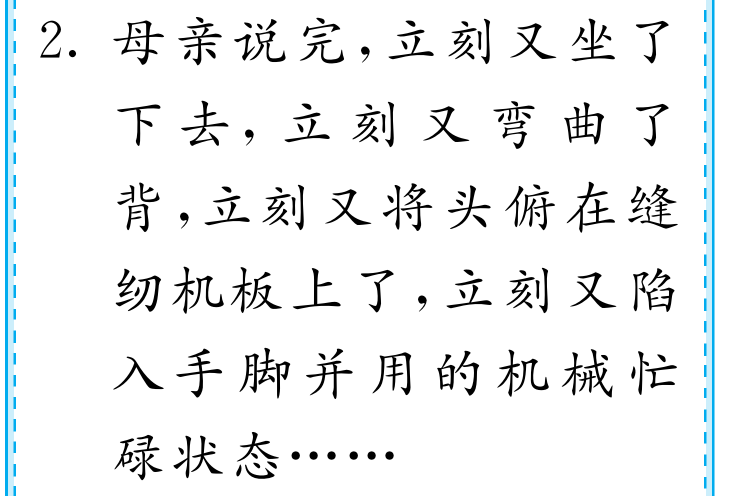 2. 母亲说完,立刻又坐了
下去,立刻又弯曲了
背,立刻又将头俯在缝
纫机板上了,立刻又陷
入手脚并用的机械忙
碌状态……